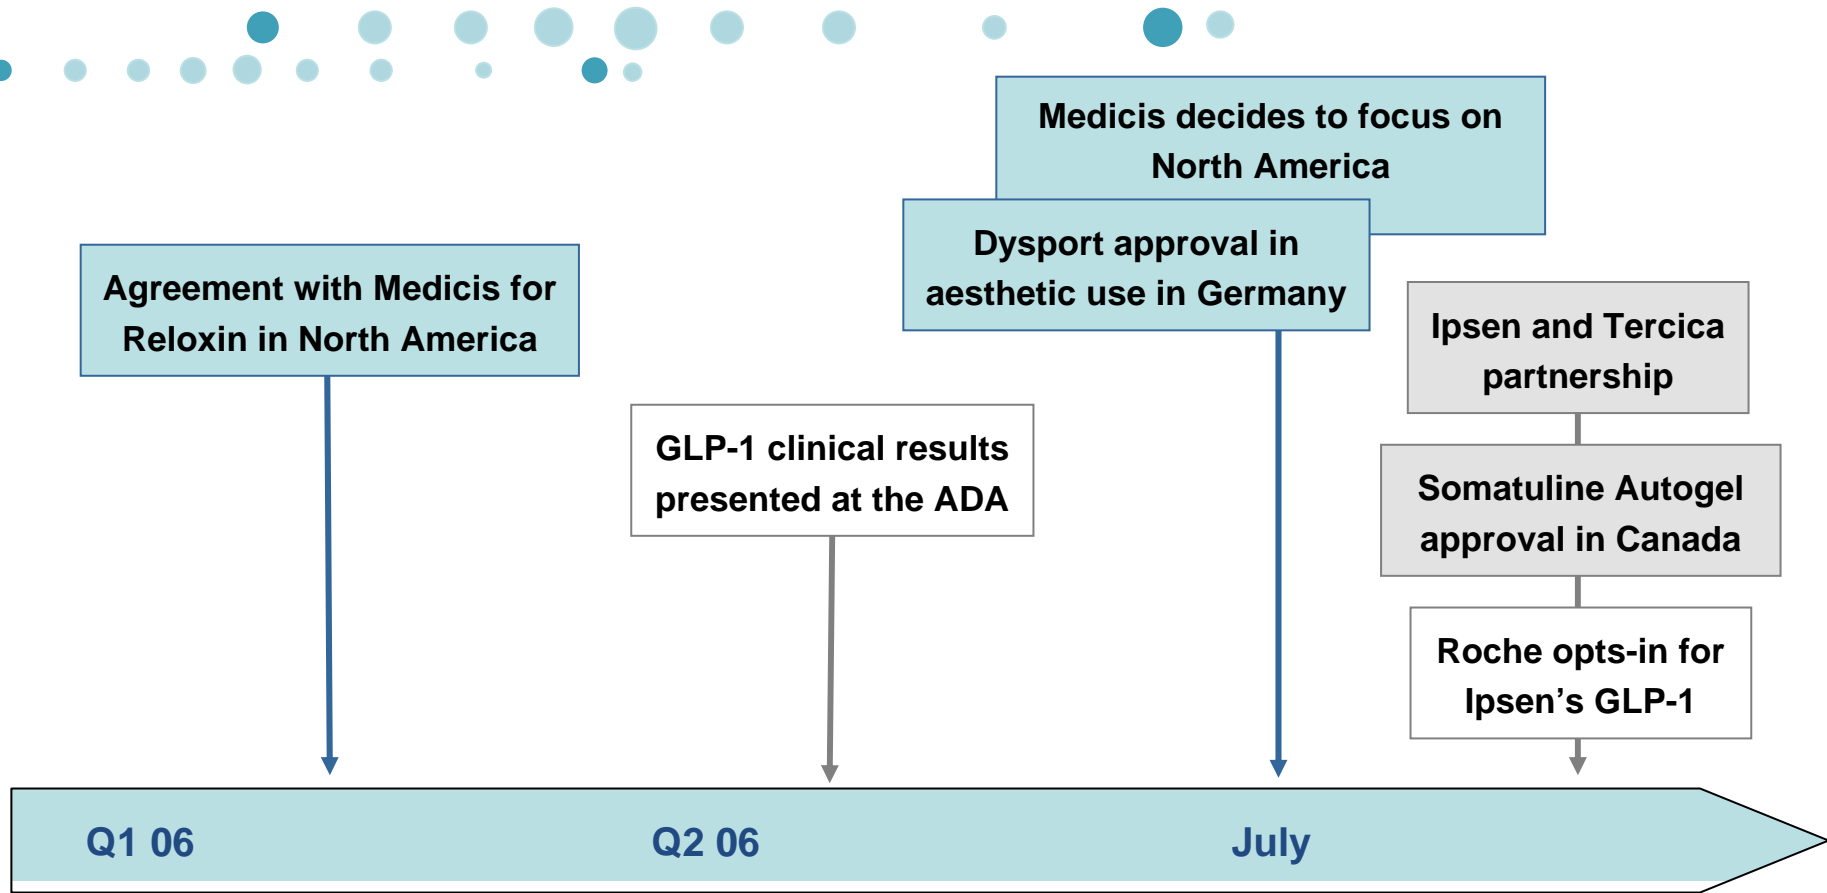 Medicis decides to focus on
North America
Dysport approval in
aesthetic use in Germany
Agreement with Medicis for
Reloxin in North America
Ipsen and Tercica
partnership
GLP-1 clinical results
presented at the ADA
Somatuline Autogel
approval in Canada
Roche opts-in for
Ipsen’s GLP-1
Q1 06
Q2 06
July